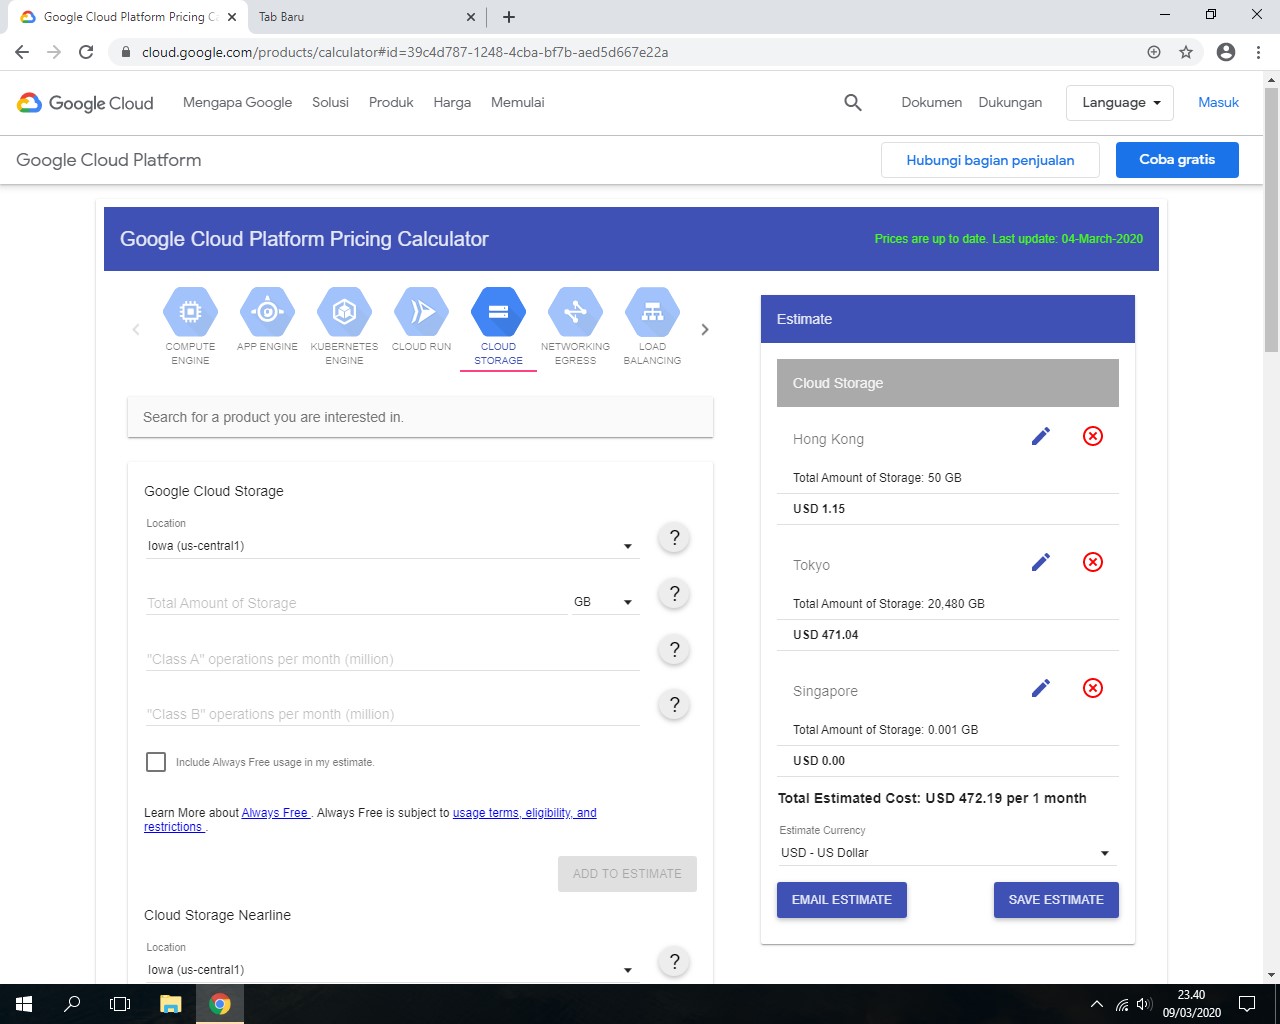 Google Cloud Platform Pricing Ca
Tab Baru
cloud.google.com/products/calculator#id=39c4d787-1248-4cba-bf7b-aed5d667e22a
Google Cloud
Mengapa Google
Solusi
Produk
Harga
Memulai
Dokumen
Dukungan
Language
Masuk
Google Cloud Platform
Hubungi bagian penjualan
Coba gratis
Google Cloud Platform Pricing Calculator
Prices are up to date. Last update: 04-March-2020
COMPUTE
ENGINE
APP ENGINE
KUBERNETES
ENGINE
CLOUD RUN
CLOUD
STORAGE
NETWORKING
EGRESS
LOAD
BALANCING
Search for a product you are interested in.
Google Cloud Storage
Location
Iowa (us-central1)
?
Total Amount of Storage
GB
?
"Class A" operations per month (million)
?
"Class B" operations per month (million)
?
Include Always Free usage in my estimate.
Learn More about Always Free . Always Free is subject to usage terms, eligibility, and
restrictions .
ADD TO ESTIMATE
Cloud Storage Nearline
Location
Iowa (us-central1)
?
Estimate
Cloud Storage
Hong Kong
Total Amount of Storage: 50 GB
USD 1.15
Tokyo
Total Amount of Storage: 20,480 GB
USD 471.04
Singapore
Total Amount of Storage: 0.001 GB
USD 0.00
Total Estimated Cost: USD 472.19 per 1 month
Estimate Currency
USD - US Dollar
EMAIL ESTIMATE
SAVE ESTIMATE
23.40
09/03/2020